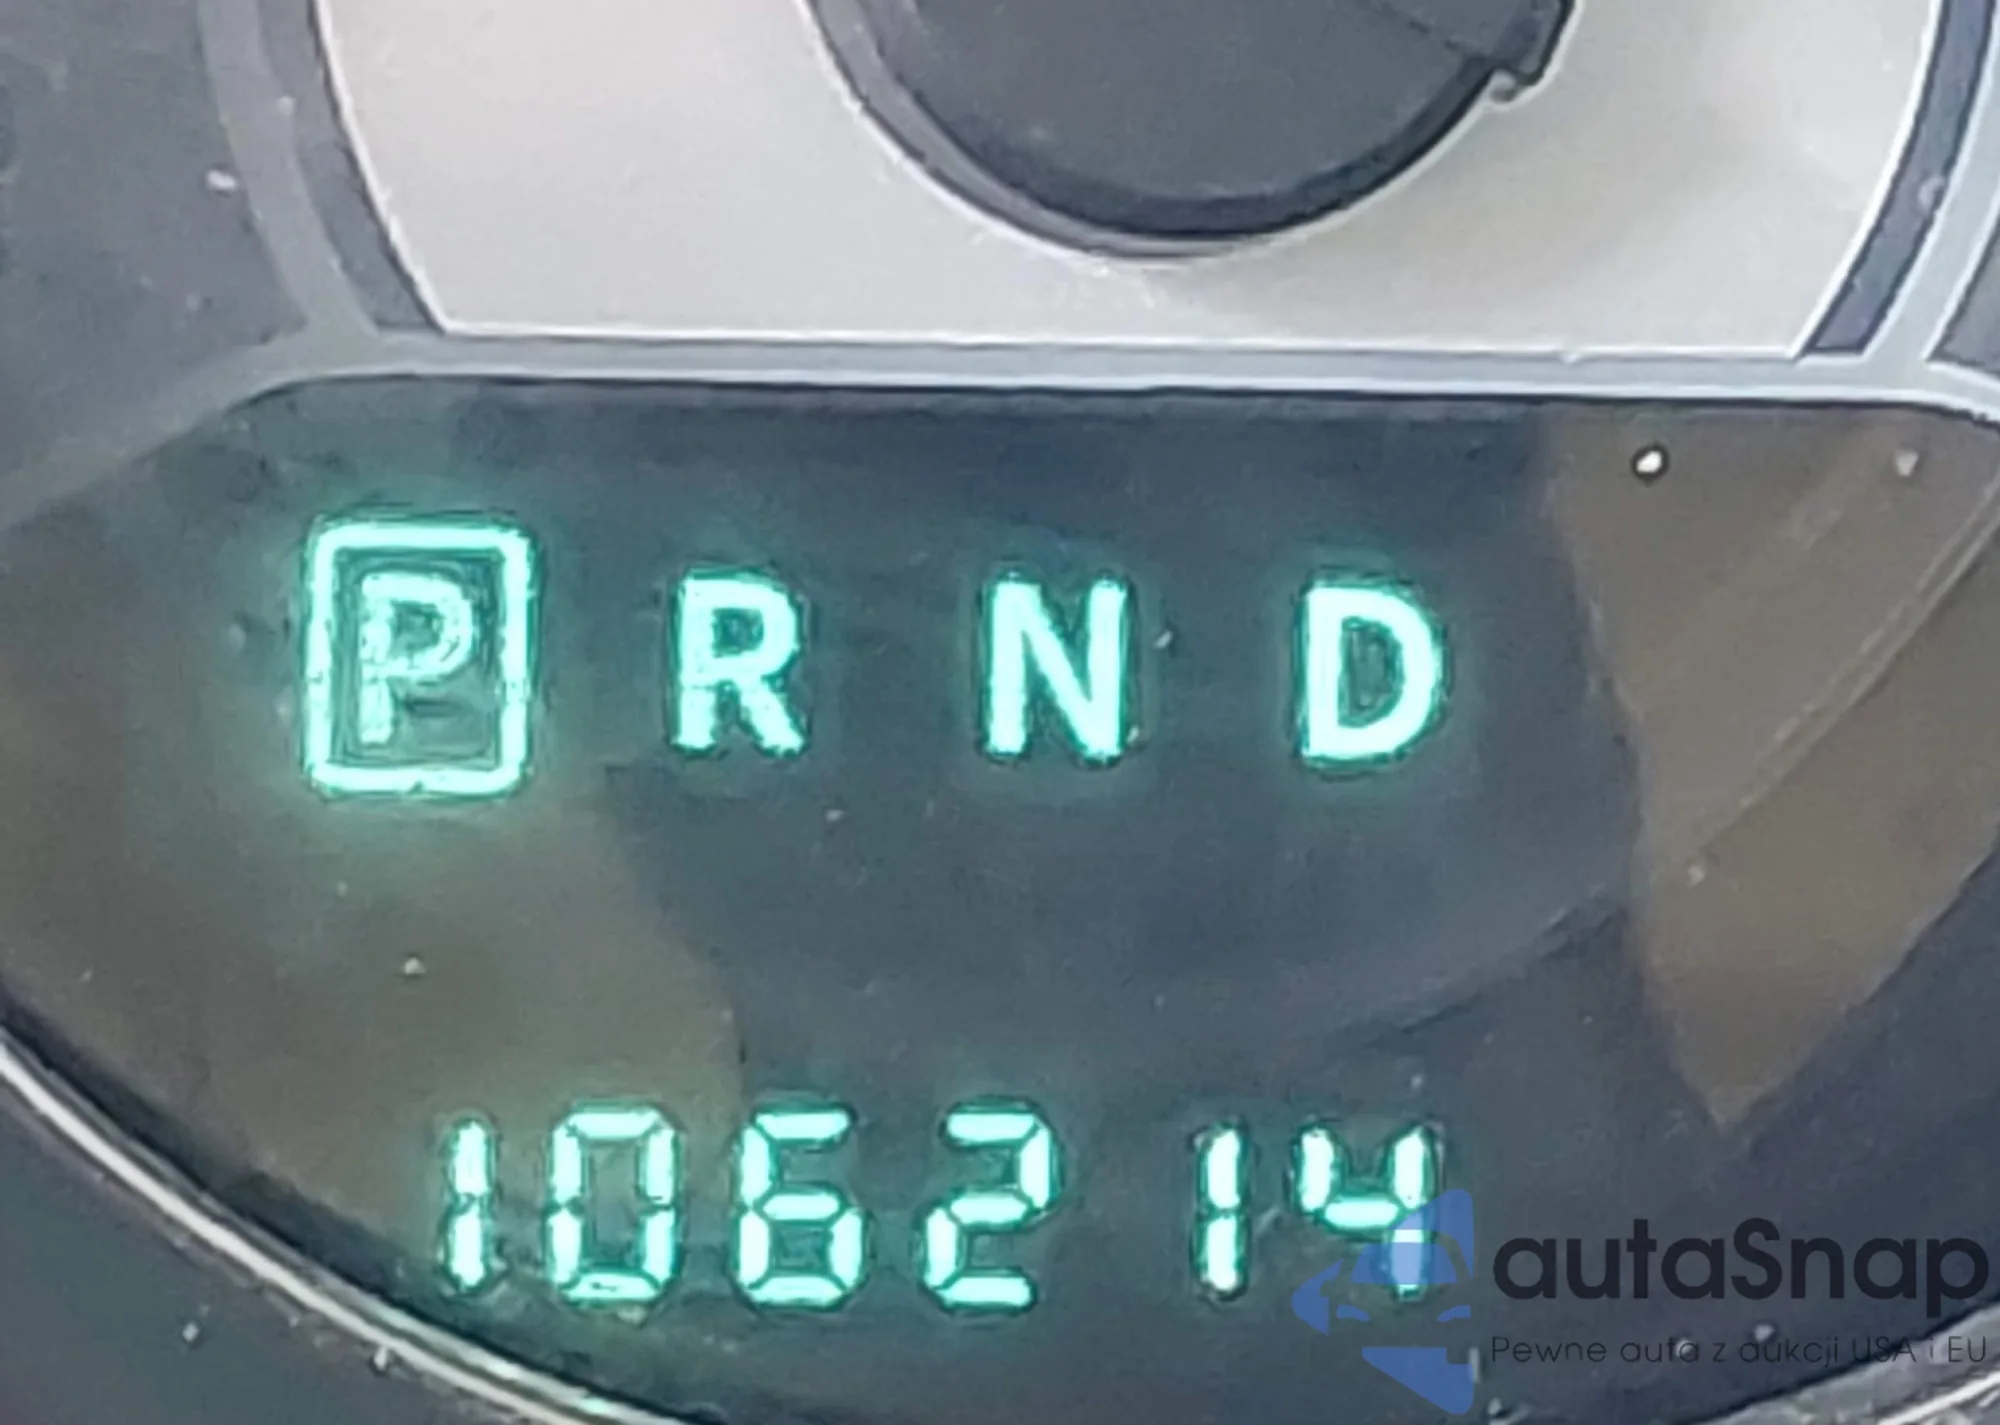 P R N D
106214
autaSnap
Pewne auta z aukcji USA i EU